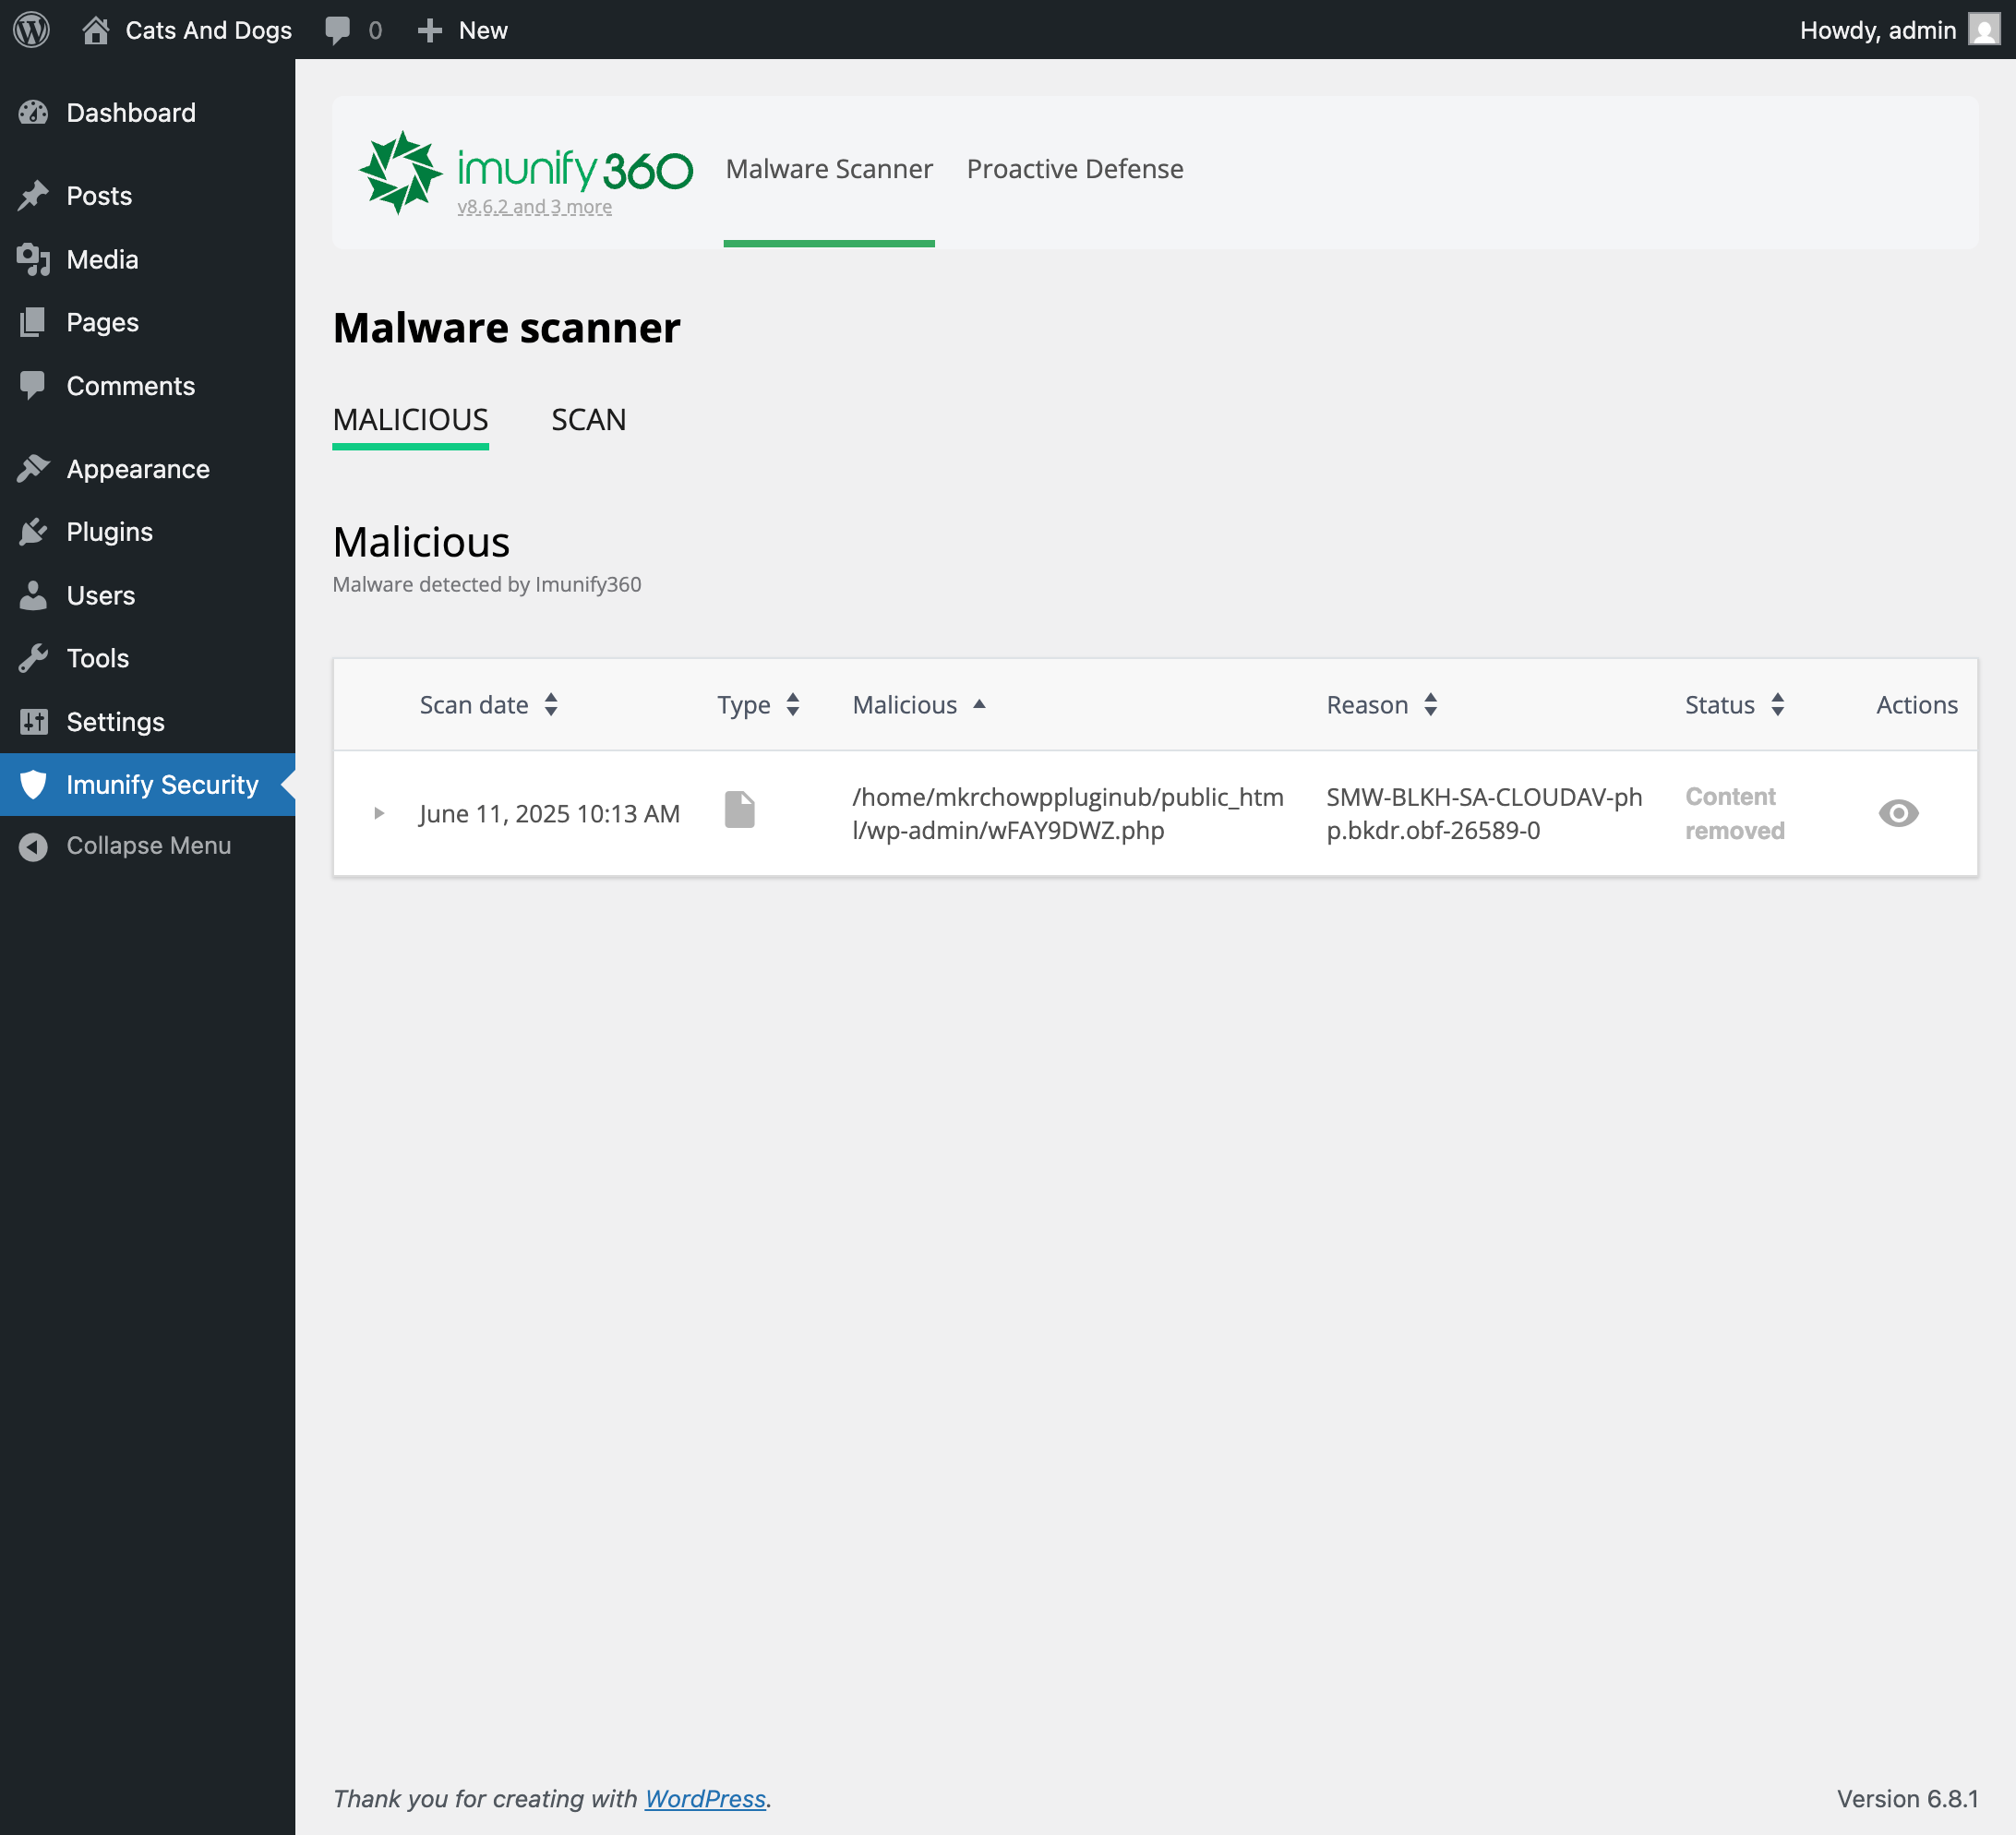 Cats And Dogs
0
New
Howdy, admin
Dashboard
Posts
Media
Pages
Comments
Appearance
Plugins
Users
Tools
Settings
Imunify Security
Collapse Menu
imunify360
v8.6.2 and 3 more
Malware Scanner
Proactive Defense
Malware scanner
MALICIOUS
SCAN
Malicious
Malware detected by Imunify360
Scan date
Type
Malicious
Reason
Status
Actions
June 11, 2025 10:13 AM
/home/mkrchowppluginub/public_htm
l/wp-admin/wFAY9DWZ.php
SMW-BLKH-SA-CLOUDAV-ph
p.bkdr.obf-26589-0
Content
removed
Thank you for creating with WordPress.
Version 6.8.1